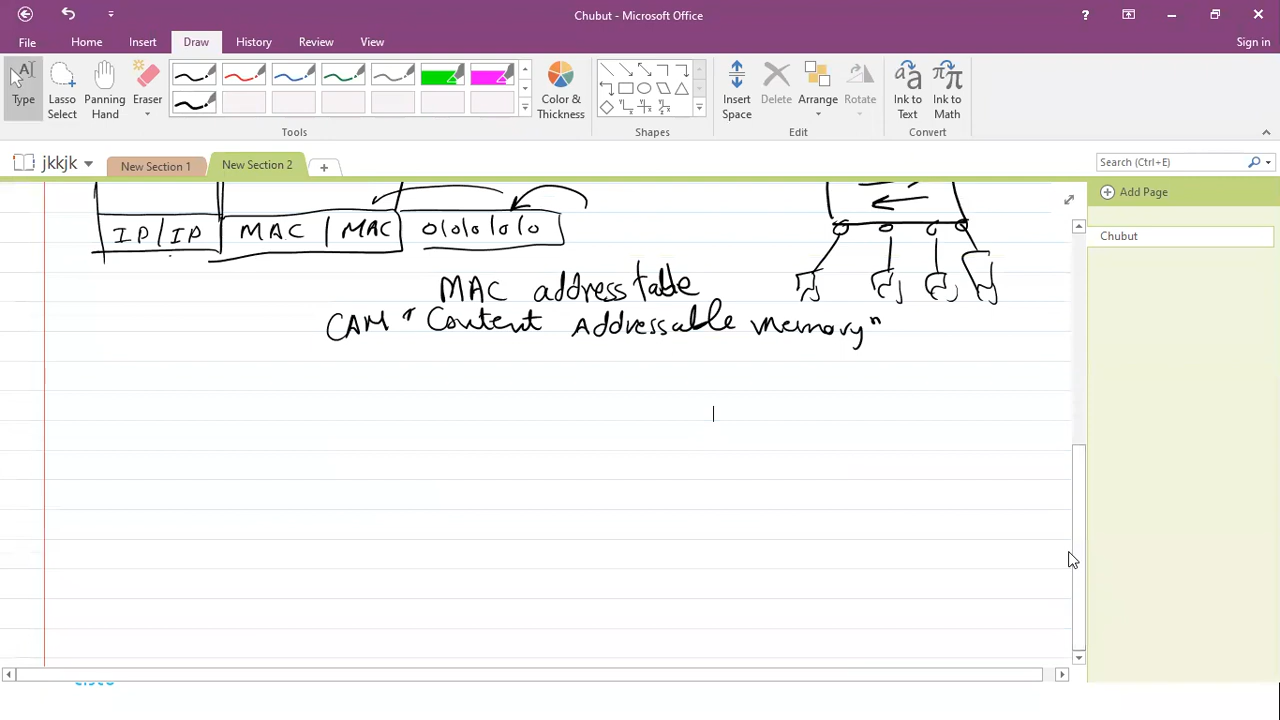 Chubut - Microsoft Office
?
File Home Insert Draw History Review View Sign in
Type
Lasso Select
Panning Hand
Eraser
Color & Thickness
Insert Space
Delete
Arrange
Rotate
Ink to Text
Ink to Math
Tools Shapes Edit Convert
jkkjk New Section 1 New Section 2 + Search (Ctrl+E)
Add Page
Chubut
IP | IP MAC | MAC 010101010
MAC address table
CAM "Content Addressable Memory"
cisco